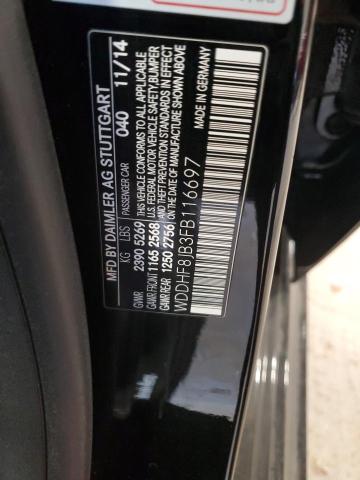 MFD BY DAIMLER AG STUTTGART
040 11/14
KG LBS PASSENGER CAR
GVWR 2390 5269 THIS VEHICLE CONFORMS TO ALL APPLICABLE
GAWR FRONT 1165 2568 U.S. FEDERAL MOTOR VEHICLE SAFETY, BUMPER
GAWR REAR 1250 2756 AND THEFT PREVENTION STANDARDS IN EFFECT
ON THE DATE OF MANUFACTURE SHOWN ABOVE
WDDHF8JB3FB116697
MADE IN GERMANY